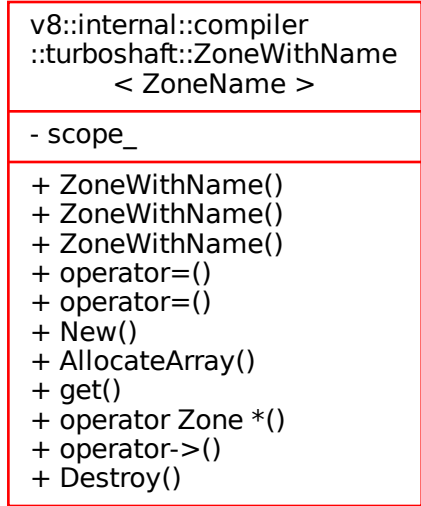 v8::internal::compiler
::turboshaft::ZoneWithName
< ZoneName >
- scope_
+ ZoneWithName()
+ ZoneWithName()
+ ZoneWithName()
+ operator=()
+ operator=()
+ New()
+ AllocateArray()
+ get()
+ operator Zone *()
+ operator->()
+ Destroy()